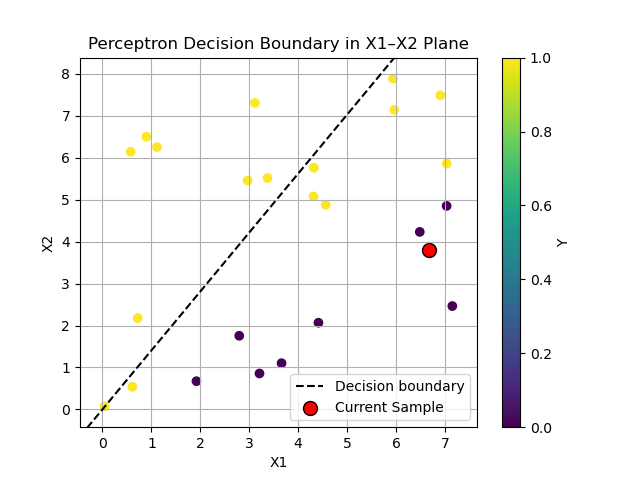 Perceptron Decision Boundary in X1–X2 Plane
8
7
6
5
4
3
2
1
0
X2
0 1 2 3 4 5 6 7
X1
Decision boundary
Current Sample
1.0
0.8
0.6
0.4
0.2
0.0
Y